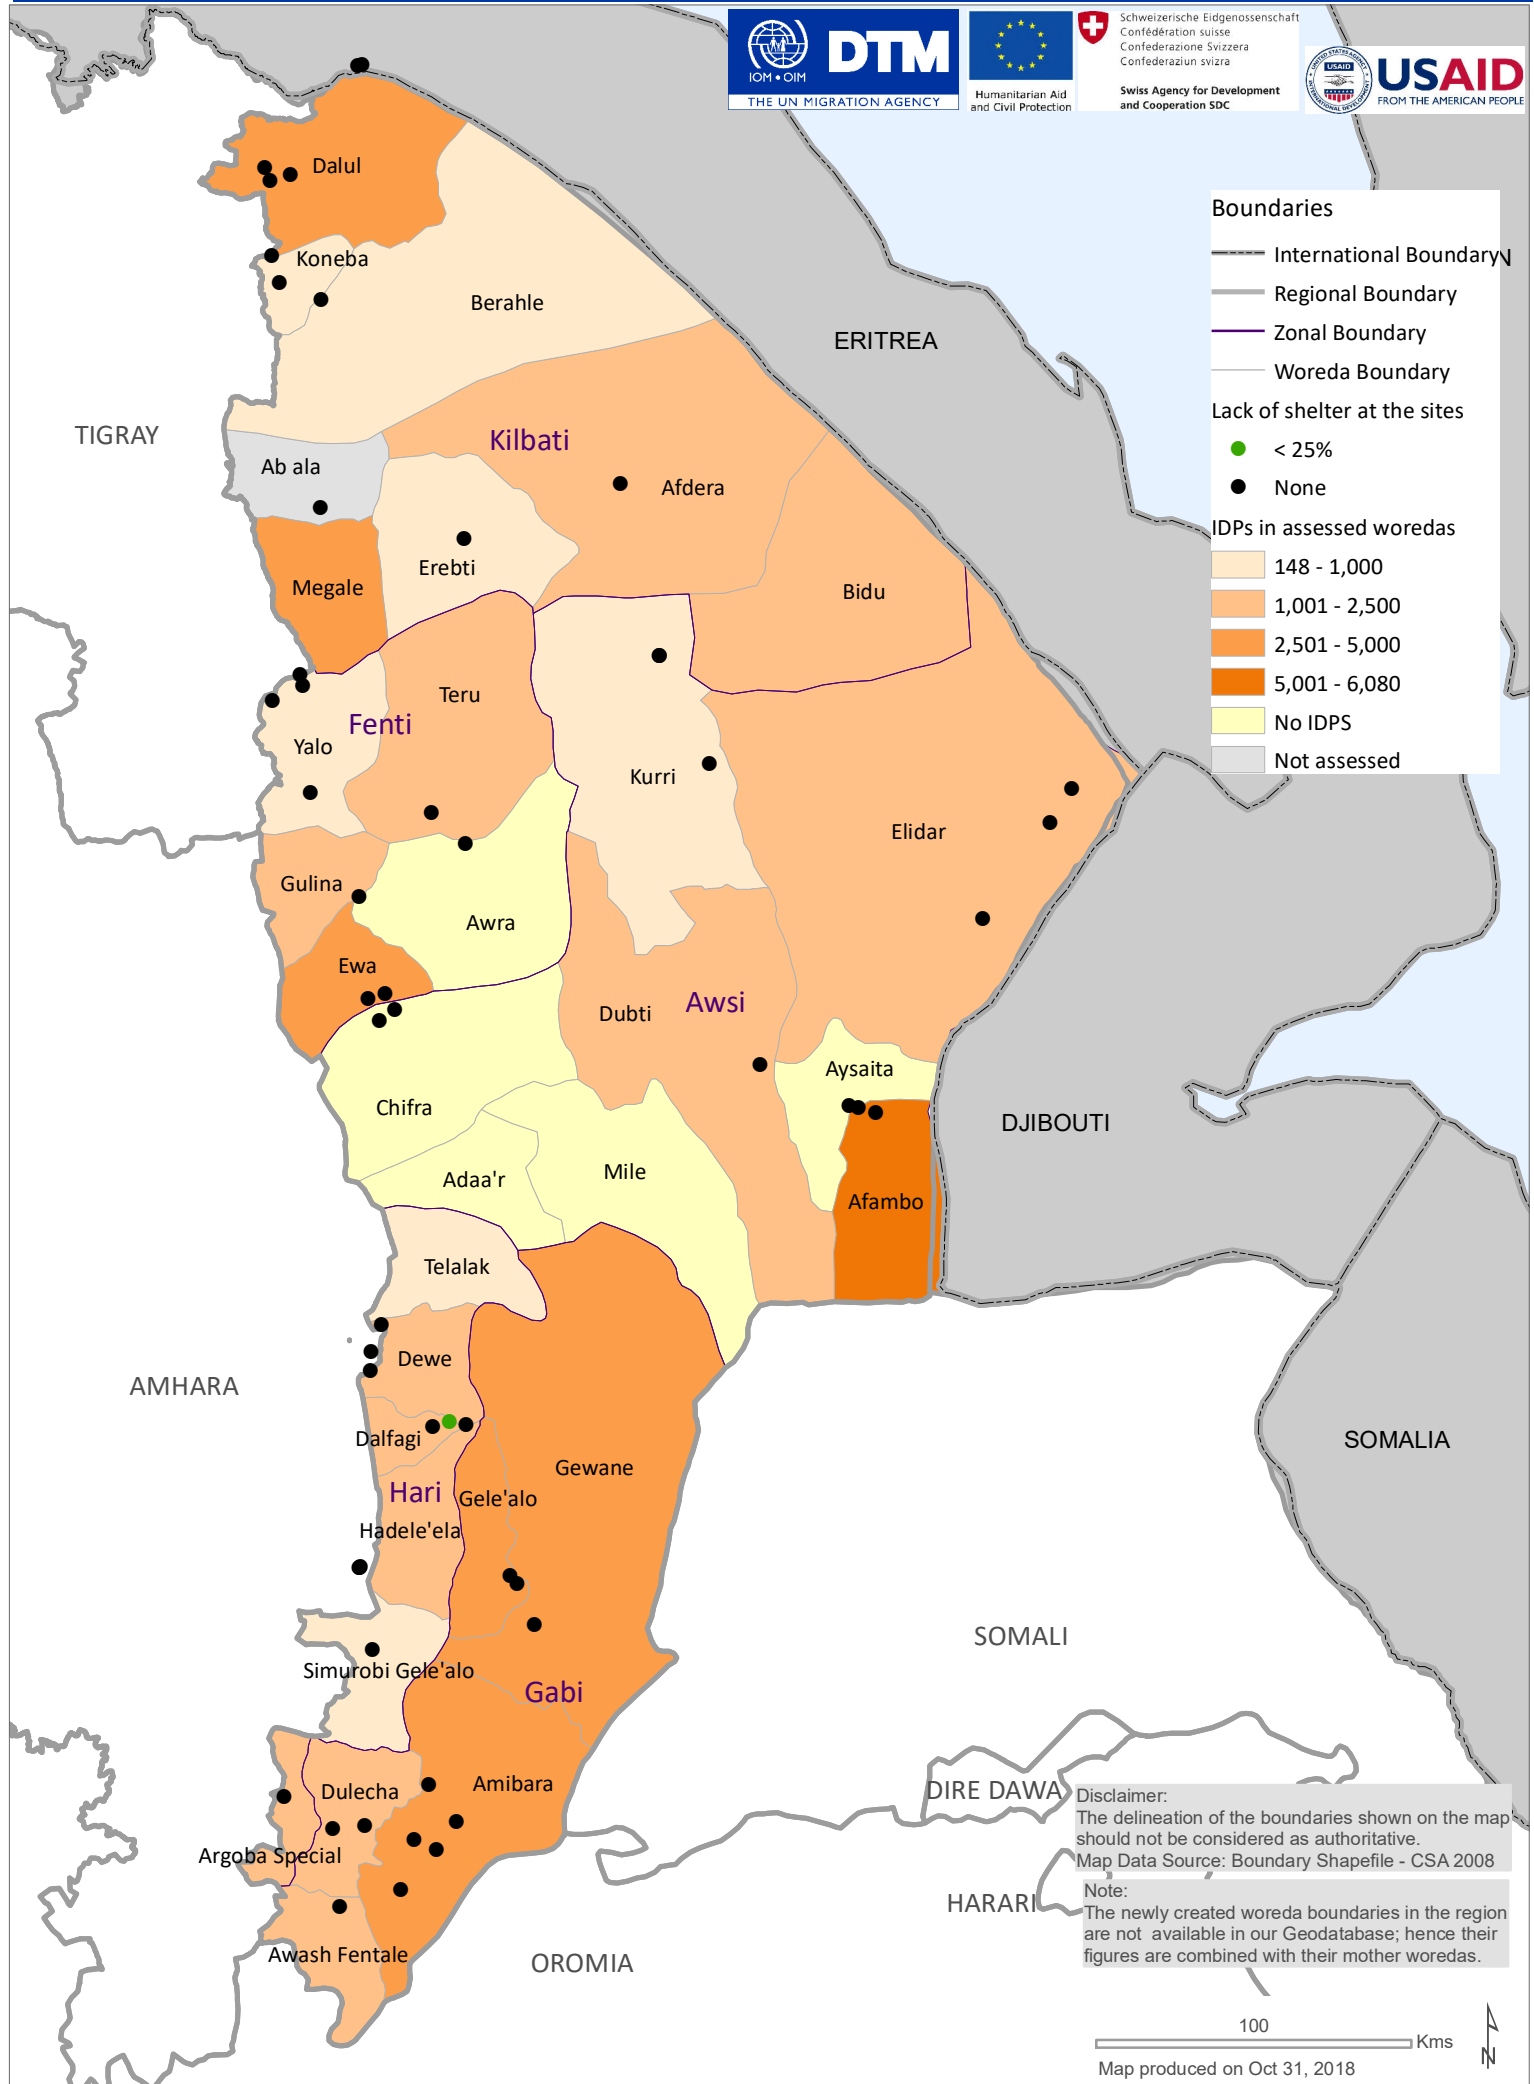 IOM • OIM
DTM
THE UN MIGRATION AGENCY
Humanitarian Aid
and Civil Protection
Schweizerische Eidgenossenschaft
Confédération suisse
Confederazione Svizzera
Confederaziun svizra
Swiss Agency for Development
and Cooperation SDC
UNITED STATES AGENCY
USAID
INTERNATIONAL DEVELOPMENT
USAID
FROM THE AMERICAN PEOPLE
Boundaries
International Boundary
Regional Boundary
Zonal Boundary
Woreda Boundary
Lack of shelter at the sites
< 25%
None
IDPs in assessed woredas
148 - 1,000
1,001 - 2,500
2,501 - 5,000
5,001 - 6,080
No IDPS
Not assessed
Dalul
Koneba
Berahle
ERITREA
TIGRAY
Kilbati
Ab ala
Afdera
Erebti
Megale
Bidu
Teru
Fenti
Yalo
Kurri
Elidar
Gulina
Awra
Ewa
Dubti
Awsi
Aysaita
Chifra
DJIBOUTI
Adaa'r
Mile
Afambo
Telalak
Dewe
AMHARA
Dalfagi
SOMALIA
Gewane
Hari
Gele'alo
Hadele'ela
SOMALI
Simurobi Gele'alo
Gabi
Amibara
Dulecha
DIRE DAWA
Argoba Special
HARARI
Awash Fentale
OROMIA
Disclaimer:
The delineation of the boundaries shown on the map
should not be considered as authoritative.
Map Data Source: Boundary Shapefile - CSA 2008
Note:
The newly created woreda boundaries in the region
are not available in our Geodatabase; hence their
figures are combined with their mother woredas.
100
Kms
N
Map produced on Oct 31, 2018